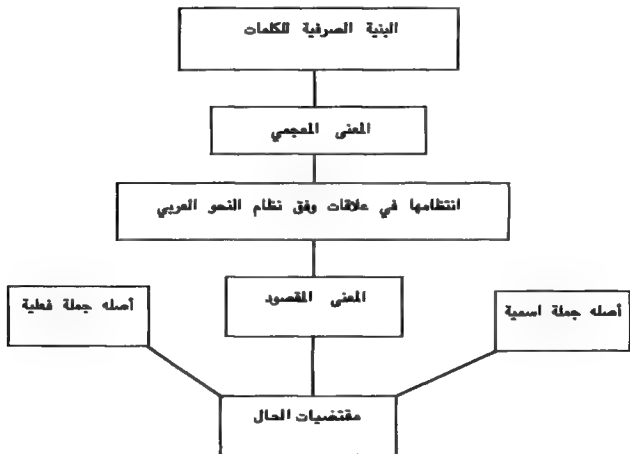 البنية الصرفية للكلمات
المعنى المعجمي
انتظامها في علاقات وفق نظام النحو العربي
المعنى المقصود
أصله جملة اسمية
أصله جملة فعلية
مقتضيات الحال